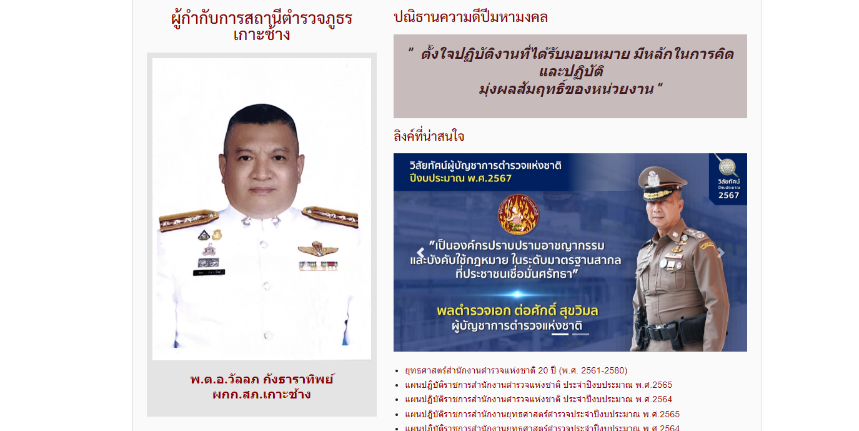 ผู้กำกับการสถานีตำรวจภูธร
เกาะช้าง
พ.ต.อ.วัลลภ กังธาราทิพย์
ผกก.สภ.เกาะช้าง
ปณิธานความดีปีมหามงคล
" ตั้งใจปฏิบัติงานที่ได้รับมอบหมาย มีหลักในการคิด
และปฏิบัติ
มุ่งผลสัมฤทธิ์ของหน่วยงาน "
ลิงค์ที่น่าสนใจ
วิสัยทัศน์ผู้บัญชาการตำรวจแห่งชาติ
ปีงบประมาณ พ.ศ.2567
วิสัยทัศน์
ปีงบประมาณ
2567
"เป็นองค์กรปราบปรามอาชญากรรม
และบังคับใช้กฎหมาย ในระดับมาตรฐานสากล
ที่ประชาชนเชื่อมั่นศรัทธา"
พลตำรวจเอก ต่อศักดิ์ สุขวิมล
ผู้บัญชาการตำรวจแห่งชาติ
ยุทธศาสตร์สำนักงานตำรวจแห่งชาติ 20 ปี (พ.ศ. 2561-2580)
แผนปฏิบัติราชการสำนักงานตำรวจแห่งชาติ ประจำปีงบประมาณ พ.ศ.2565
แผนปฏิบัติราชการสำนักงานตำรวจแห่งชาติ ประจำปีงบประมาณ พ.ศ.2564
แผนปฏิบัติราชการสำนักงานยุทธศาสตร์ตำรวจประจำปีงบประมาณ พ.ศ.2565
แผนปฏิบัติราชการสำนักงานยุทธศาสตร์ตำรวจประจำปีงบประมาณ พ.ศ.2564